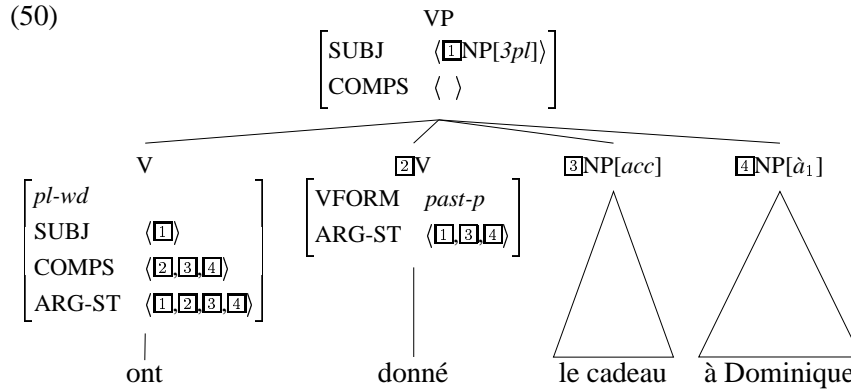 (50) VP
SUBJ ⟨[1]NP[3pl]⟩
COMPS ⟨ ⟩
V [2]V [3]NP[acc] [4]NP[à₁]
pl-wd VFORM past-p
SUBJ ⟨[1]⟩ ARG-ST ⟨[1],[3],[4]⟩
COMPS ⟨[2],[3],[4]⟩
ARG-ST ⟨[1],[2],[3],[4]⟩
ont donné le cadeau à Dominique